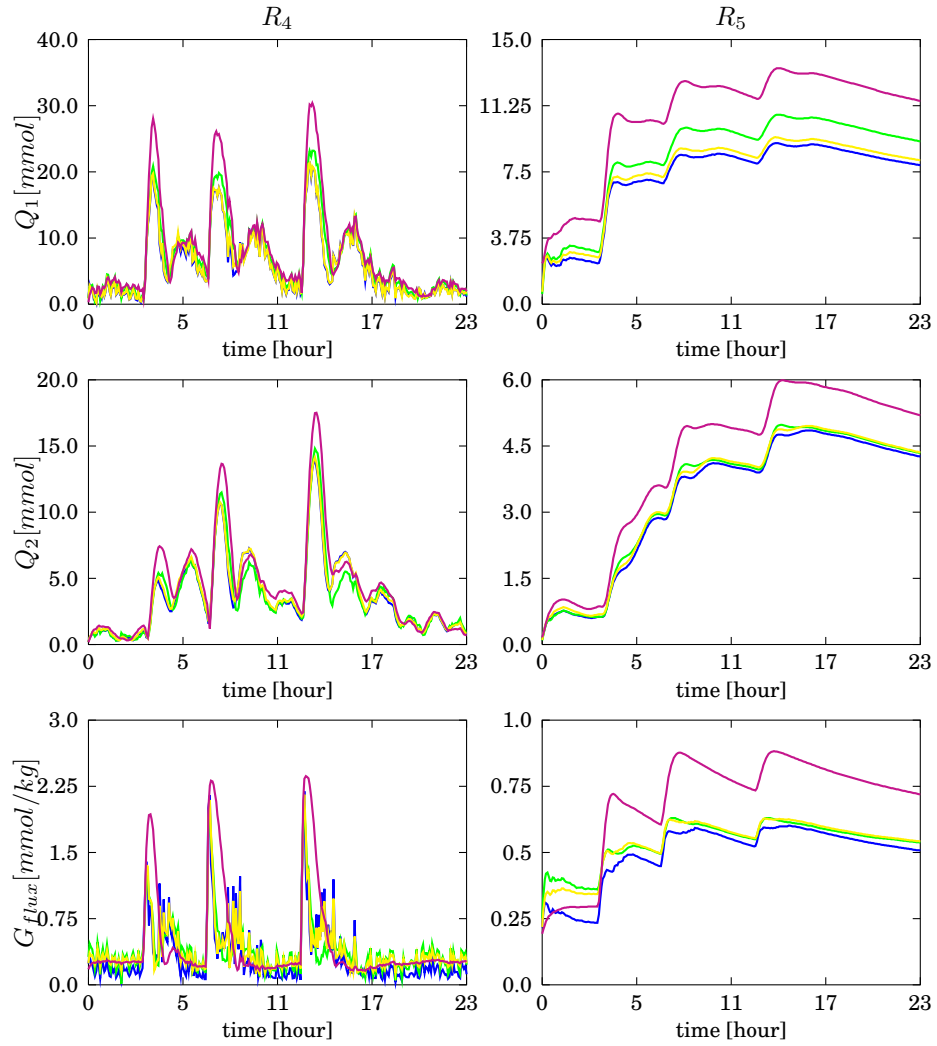 R₄ R₅
40.0 15.0
30.0 11.25
20.0 7.5
10.0 3.75
0.0 0.0
Q₁[mmol]
0 5 11 17 23 0 5 11 17 23
time [hour] time [hour]
20.0 6.0
15.0 4.5
10.0 3.0
5.0 1.5
0.0 0.0
Q₂[mmol]
0 5 11 17 23 0 5 11 17 23
time [hour] time [hour]
3.0 1.0
2.25 0.75
1.5 0.5
0.75 0.25
0.0 0.0
G_flux[mmol/kg]
0 5 11 17 23 0 5 11 17 23
time [hour] time [hour]